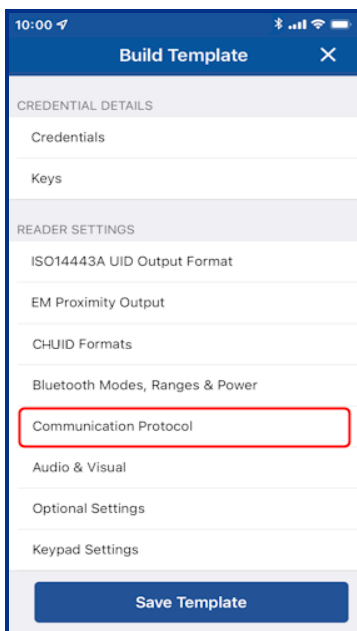 10:00
Build Template
CREDENTIAL DETAILS
Credentials
Keys
READER SETTINGS
ISO14443A UID Output Format
EM Proximity Output
CHUID Formats
Bluetooth Modes, Ranges & Power
Communication Protocol
Audio & Visual
Optional Settings
Keypad Settings
Save Template